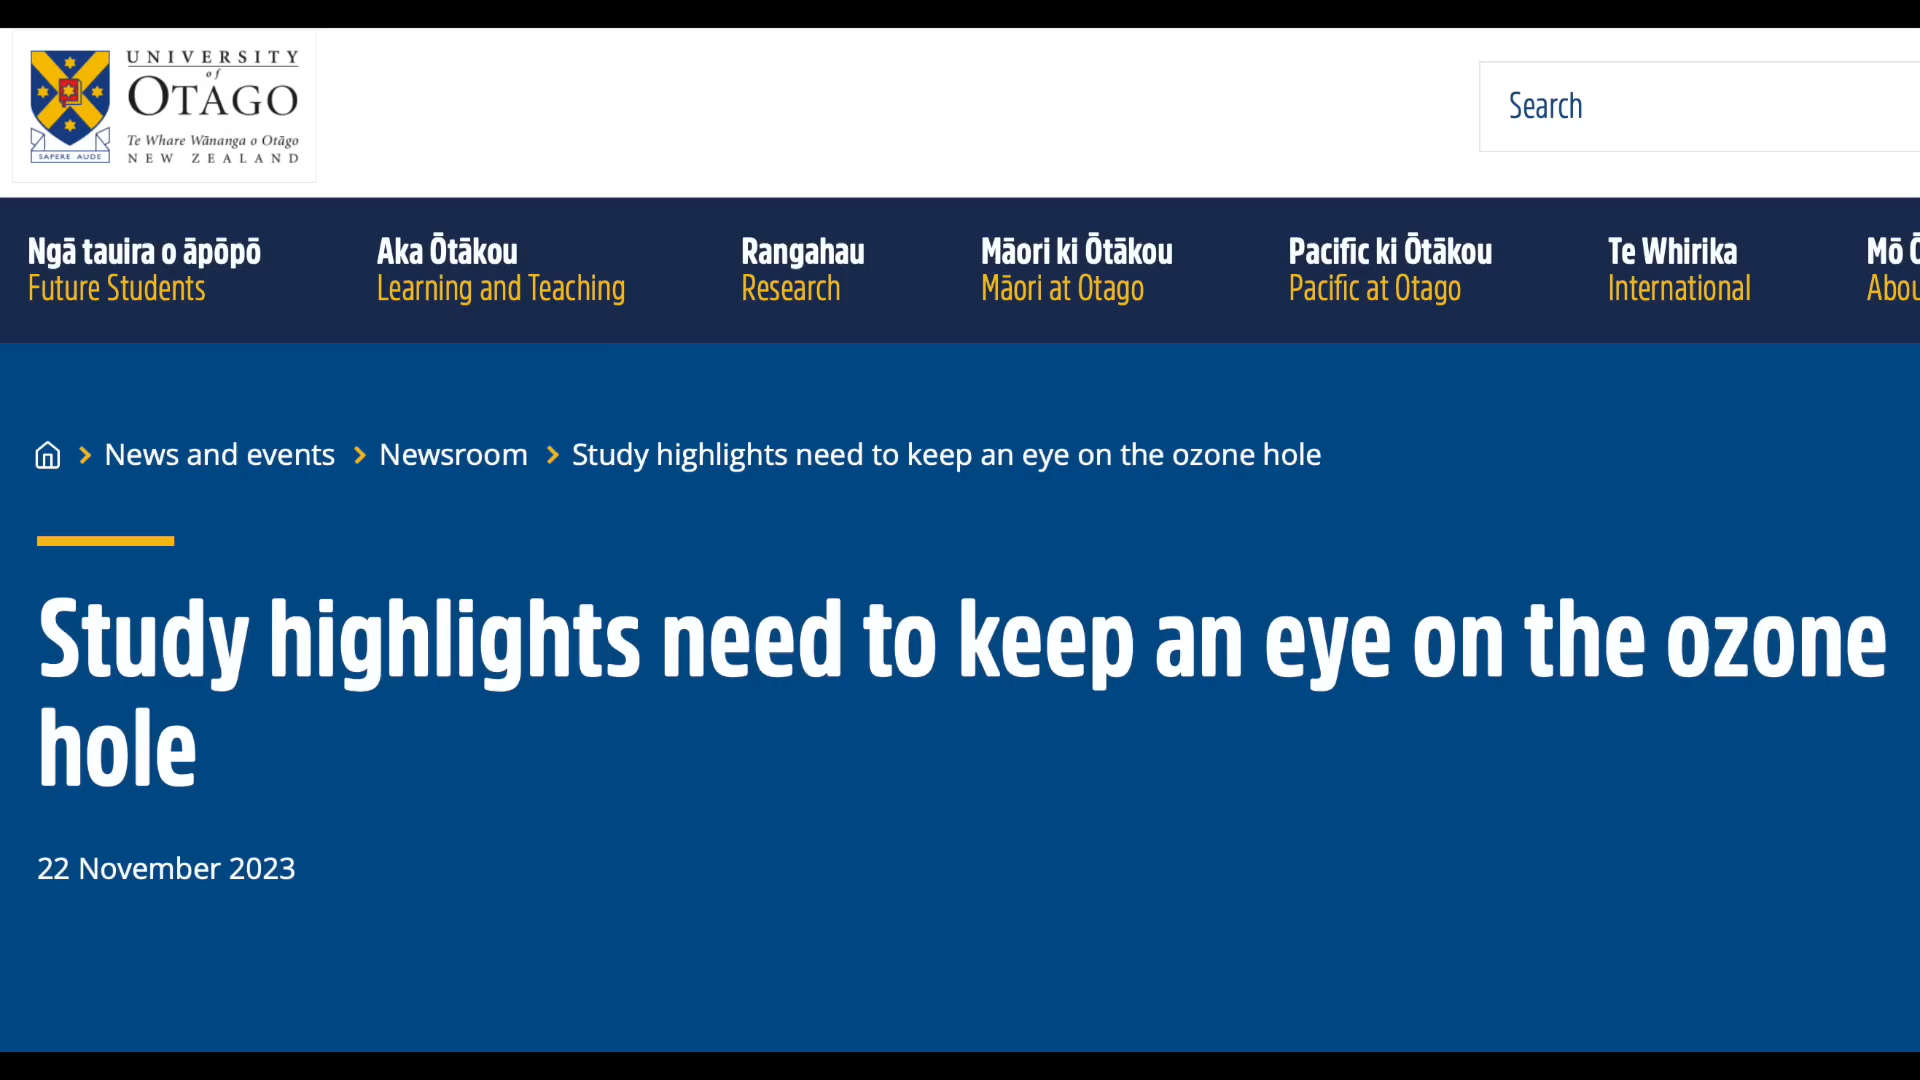 UNIVERSITY
of
OTAGO
Te Whare Wānanga o Otāgo
NEW ZEALAND
SAPERE AUDE
Search
Ngā tauira o āpōpō
Future Students
Aka Ōtākou
Learning and Teaching
Rangahau
Research
Māori ki Ōtākou
Māori at Otago
Pacific ki Ōtākou
Pacific at Otago
Te Whirika
International
Mō Ō
Abou
News and events > Newsroom > Study highlights need to keep an eye on the ozone hole
Study highlights need to keep an eye on the ozone
hole
22 November 2023